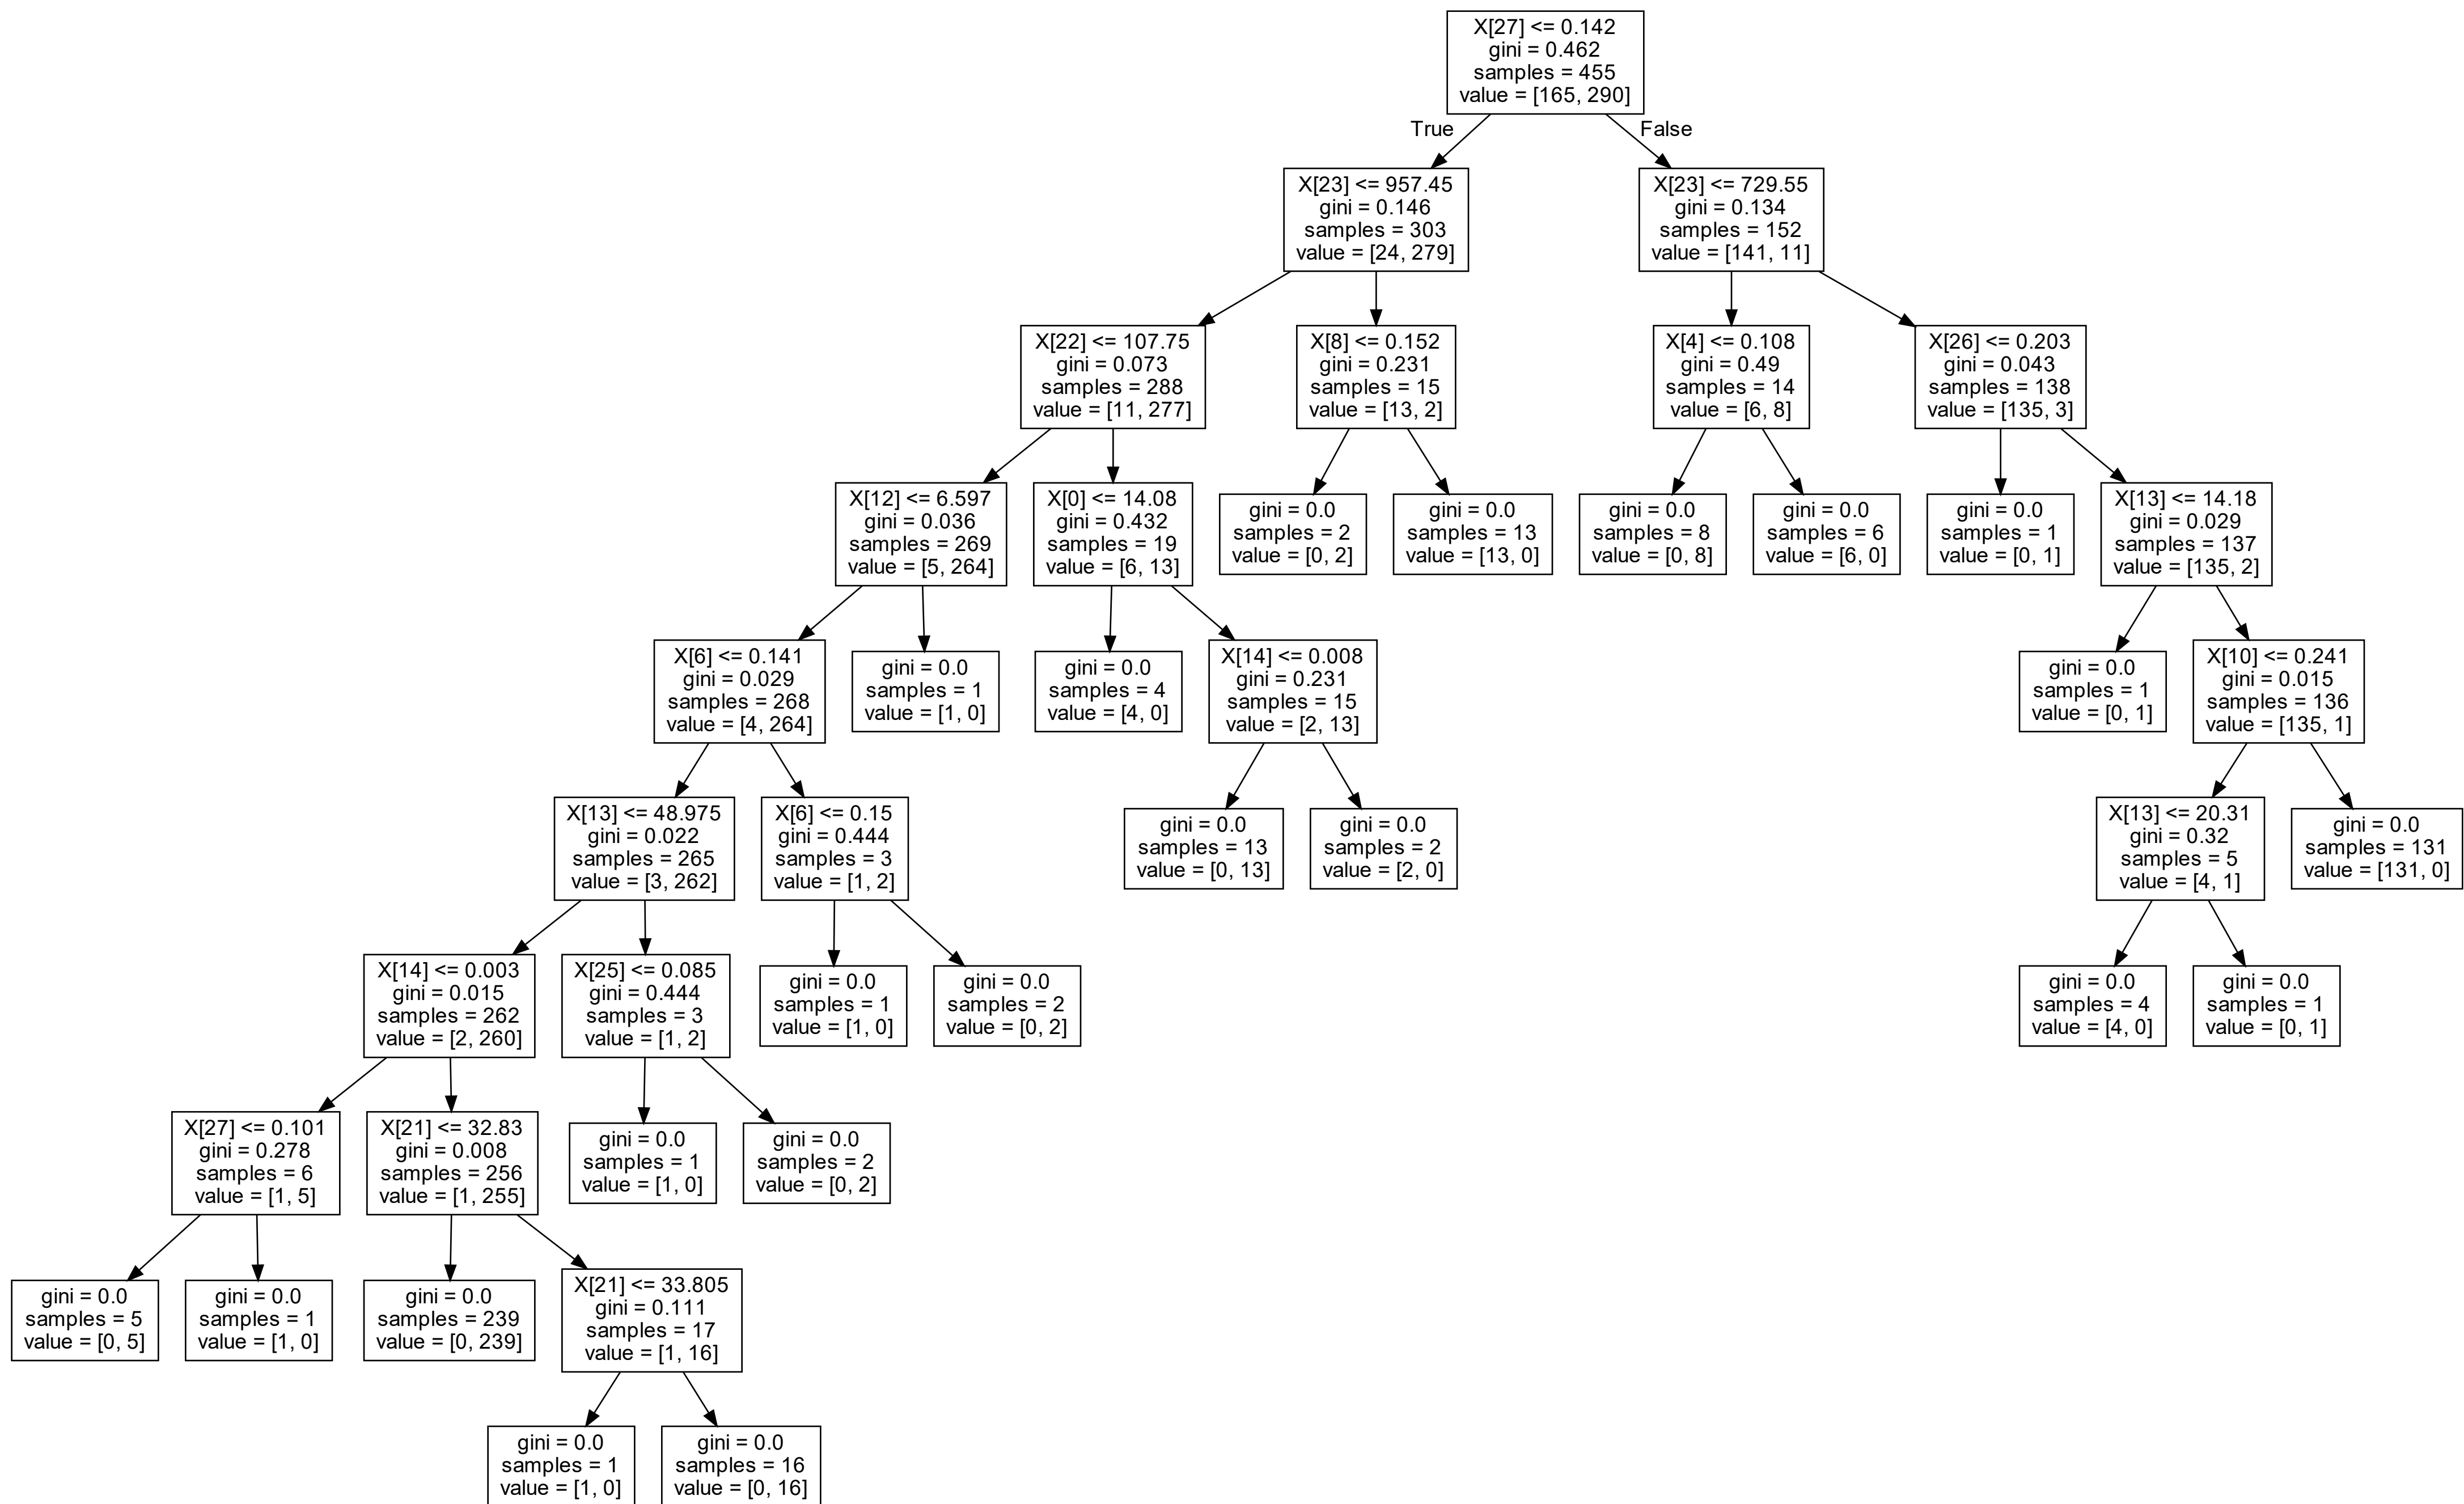 X[27] <= 0.142
gini = 0.462
samples = 455
value = [165, 290]
True
False
X[23] <= 957.45
gini = 0.146
samples = 303
value = [24, 279]
X[23] <= 729.55
gini = 0.134
samples = 152
value = [141, 11]
X[22] <= 107.75
gini = 0.073
samples = 288
value = [11, 277]
X[8] <= 0.152
gini = 0.231
samples = 15
value = [13, 2]
X[4] <= 0.108
gini = 0.49
samples = 14
value = [6, 8]
X[26] <= 0.203
gini = 0.043
samples = 138
value = [135, 3]
X[12] <= 6.597
gini = 0.036
samples = 269
value = [5, 264]
X[0] <= 14.08
gini = 0.432
samples = 19
value = [6, 13]
gini = 0.0
samples = 2
value = [0, 2]
gini = 0.0
samples = 13
value = [13, 0]
gini = 0.0
samples = 8
value = [0, 8]
gini = 0.0
samples = 6
value = [6, 0]
gini = 0.0
samples = 1
value = [0, 1]
X[13] <= 14.18
gini = 0.029
samples = 137
value = [135, 2]
X[6] <= 0.141
gini = 0.029
samples = 268
value = [4, 264]
gini = 0.0
samples = 1
value = [1, 0]
gini = 0.0
samples = 4
value = [4, 0]
X[14] <= 0.008
gini = 0.231
samples = 15
value = [2, 13]
gini = 0.0
samples = 1
value = [0, 1]
X[10] <= 0.241
gini = 0.015
samples = 136
value = [135, 1]
X[13] <= 48.975
gini = 0.022
samples = 265
value = [3, 262]
X[6] <= 0.15
gini = 0.444
samples = 3
value = [1, 2]
gini = 0.0
samples = 13
value = [0, 13]
gini = 0.0
samples = 2
value = [2, 0]
X[13] <= 20.31
gini = 0.32
samples = 5
value = [4, 1]
gini = 0.0
samples = 131
value = [131, 0]
X[14] <= 0.003
gini = 0.015
samples = 262
value = [2, 260]
X[25] <= 0.085
gini = 0.444
samples = 3
value = [1, 2]
gini = 0.0
samples = 1
value = [1, 0]
gini = 0.0
samples = 2
value = [0, 2]
gini = 0.0
samples = 4
value = [4, 0]
gini = 0.0
samples = 1
value = [0, 1]
X[27] <= 0.101
gini = 0.278
samples = 6
value = [1, 5]
X[21] <= 32.83
gini = 0.008
samples = 256
value = [1, 255]
gini = 0.0
samples = 1
value = [1, 0]
gini = 0.0
samples = 2
value = [0, 2]
gini = 0.0
samples = 5
value = [0, 5]
gini = 0.0
samples = 1
value = [1, 0]
gini = 0.0
samples = 239
value = [0, 239]
X[21] <= 33.805
gini = 0.111
samples = 17
value = [1, 16]
gini = 0.0
samples = 1
value = [1, 0]
gini = 0.0
samples = 16
value = [0, 16]